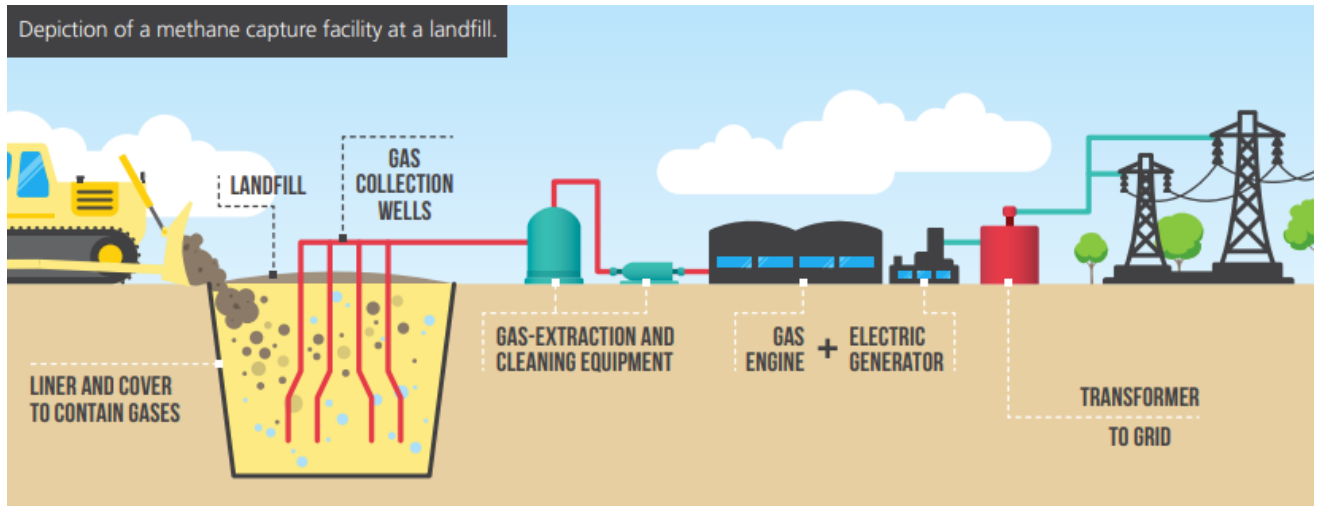 Depiction of a methane capture facility at a landfill.
LANDFILL
GAS
COLLECTION
WELLS
LINER AND COVER
TO CONTAIN GASES
GAS-EXTRACTION AND
CLEANING EQUIPMENT
GAS
ENGINE
+
ELECTRIC
GENERATOR
TRANSFORMER
TO GRID